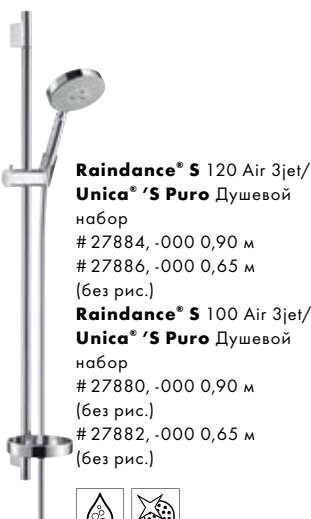 Raindance® S 120 Air 3jet/
Unica® ’S Puro Душевой
набор
# 27884, -000 0,90 м
# 27886, -000 0,65 м
(без рис.)
Raindance® S 100 Air 3jet/
Unica® ’S Puro Душевой
набор
# 27880, -000 0,90 м
(без рис.)
# 27882, -000 0,65 м
(без рис.)